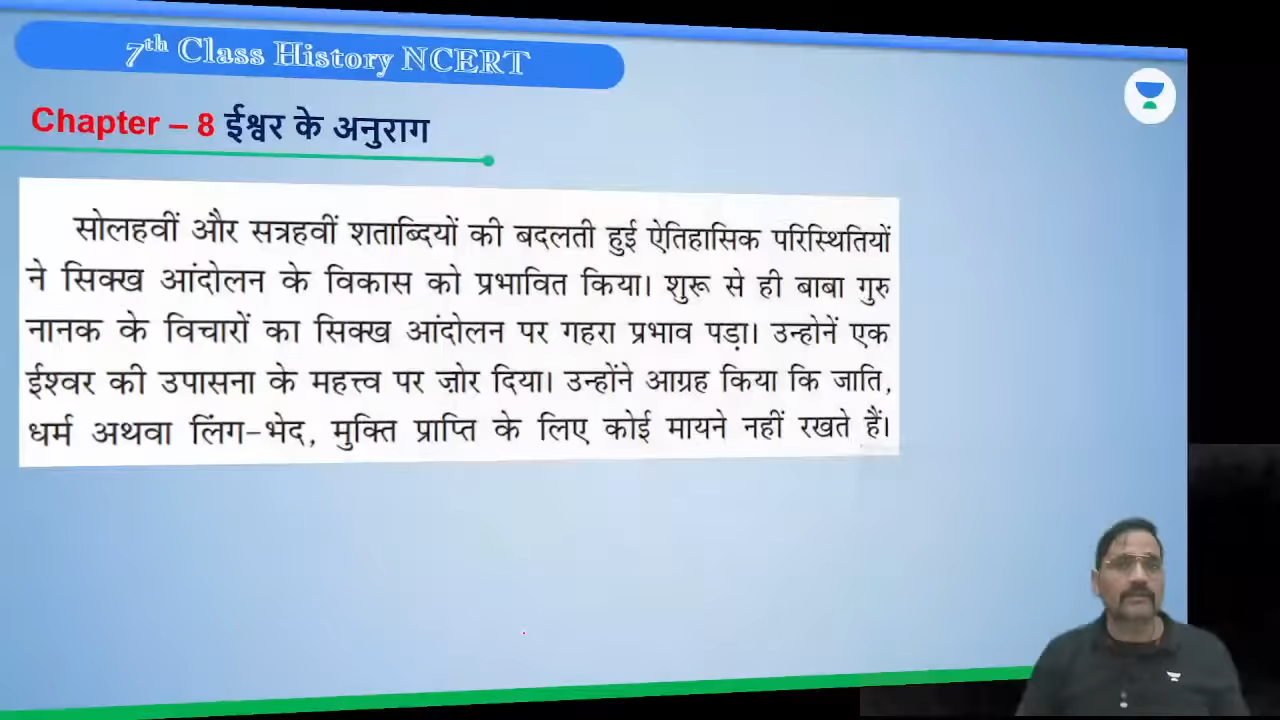 7th Class History NCERT
Chapter – 8 ईश्वर के अनुराग
सोलहवीं और सत्रहवीं शताब्दियों की बदलती हुई ऐतिहासिक परिस्थितियों
ने सिक्ख आंदोलन के विकास को प्रभावित किया। शुरू से ही बाबा गुरु
नानक के विचारों का सिक्ख आंदोलन पर गहरा प्रभाव पड़ा। उन्होनें एक
ईश्वर की उपासना के महत्त्व पर ज़ोर दिया। उन्होंने आग्रह किया कि जाति,
धर्म अथवा लिंग-भेद, मुक्ति प्राप्ति के लिए कोई मायने नहीं रखते हैं।